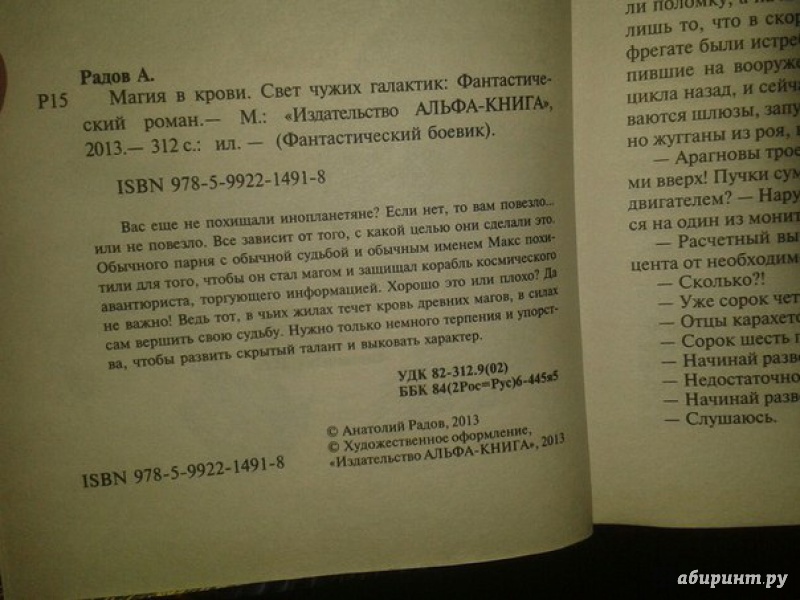 Радов А.
Р15 Магия в крови. Свет чужих галактик: Фантастиче-
ский роман.— М.: «Издательство АЛЬФА-КНИГА»,
2013.— 312 с.: ил. — (Фантастический боевик).
ISBN 978-5-9922-1491-8
Вас еще не похищали инопланетяне? Если нет, то вам повезло...
или не повезло. Все зависит от того, с какой целью они сделали это.
Обычного парня с обычной судьбой и обычным именем Макс похи-
тили для того, чтобы он стал магом и защищал корабль космического
авантюриста, торгующего информацией. Хорошо это или плохо? Да
не важно! Ведь тот, в чьих жилах течет кровь древних магов, в силах
сам вершить свою судьбу. Нужно только немного терпения и упорст-
ва, чтобы развить скрытый талант и выковать характер.
УДК 82-312.9(02)
ББК 84(2Рос=Рус)6-445я5
© Анатолий Радов, 2013
© Художественное оформление,
«Издательство АЛЬФА-КНИГА», 2013
ISBN 978-5-9922-1491-8
ли поломку, а
лишь то, что в скор
фрегате были истреб
пившие на вооруже
цикла назад, и сейча
ваются шлюзы, запу
но жугганы из роя,
— Арагновы трое
ми вверх! Пучки сум
двигателем? — Нару
ся на один из монит
— Расчетный вы
цента от необходим
— Сколько?!
— Уже сорок чет
— Отцы карахето
— Сорок шесть п
— Начинай разво
— Недостаточно
— Начинай разво
— Слушаюсь.
абиринт.ру